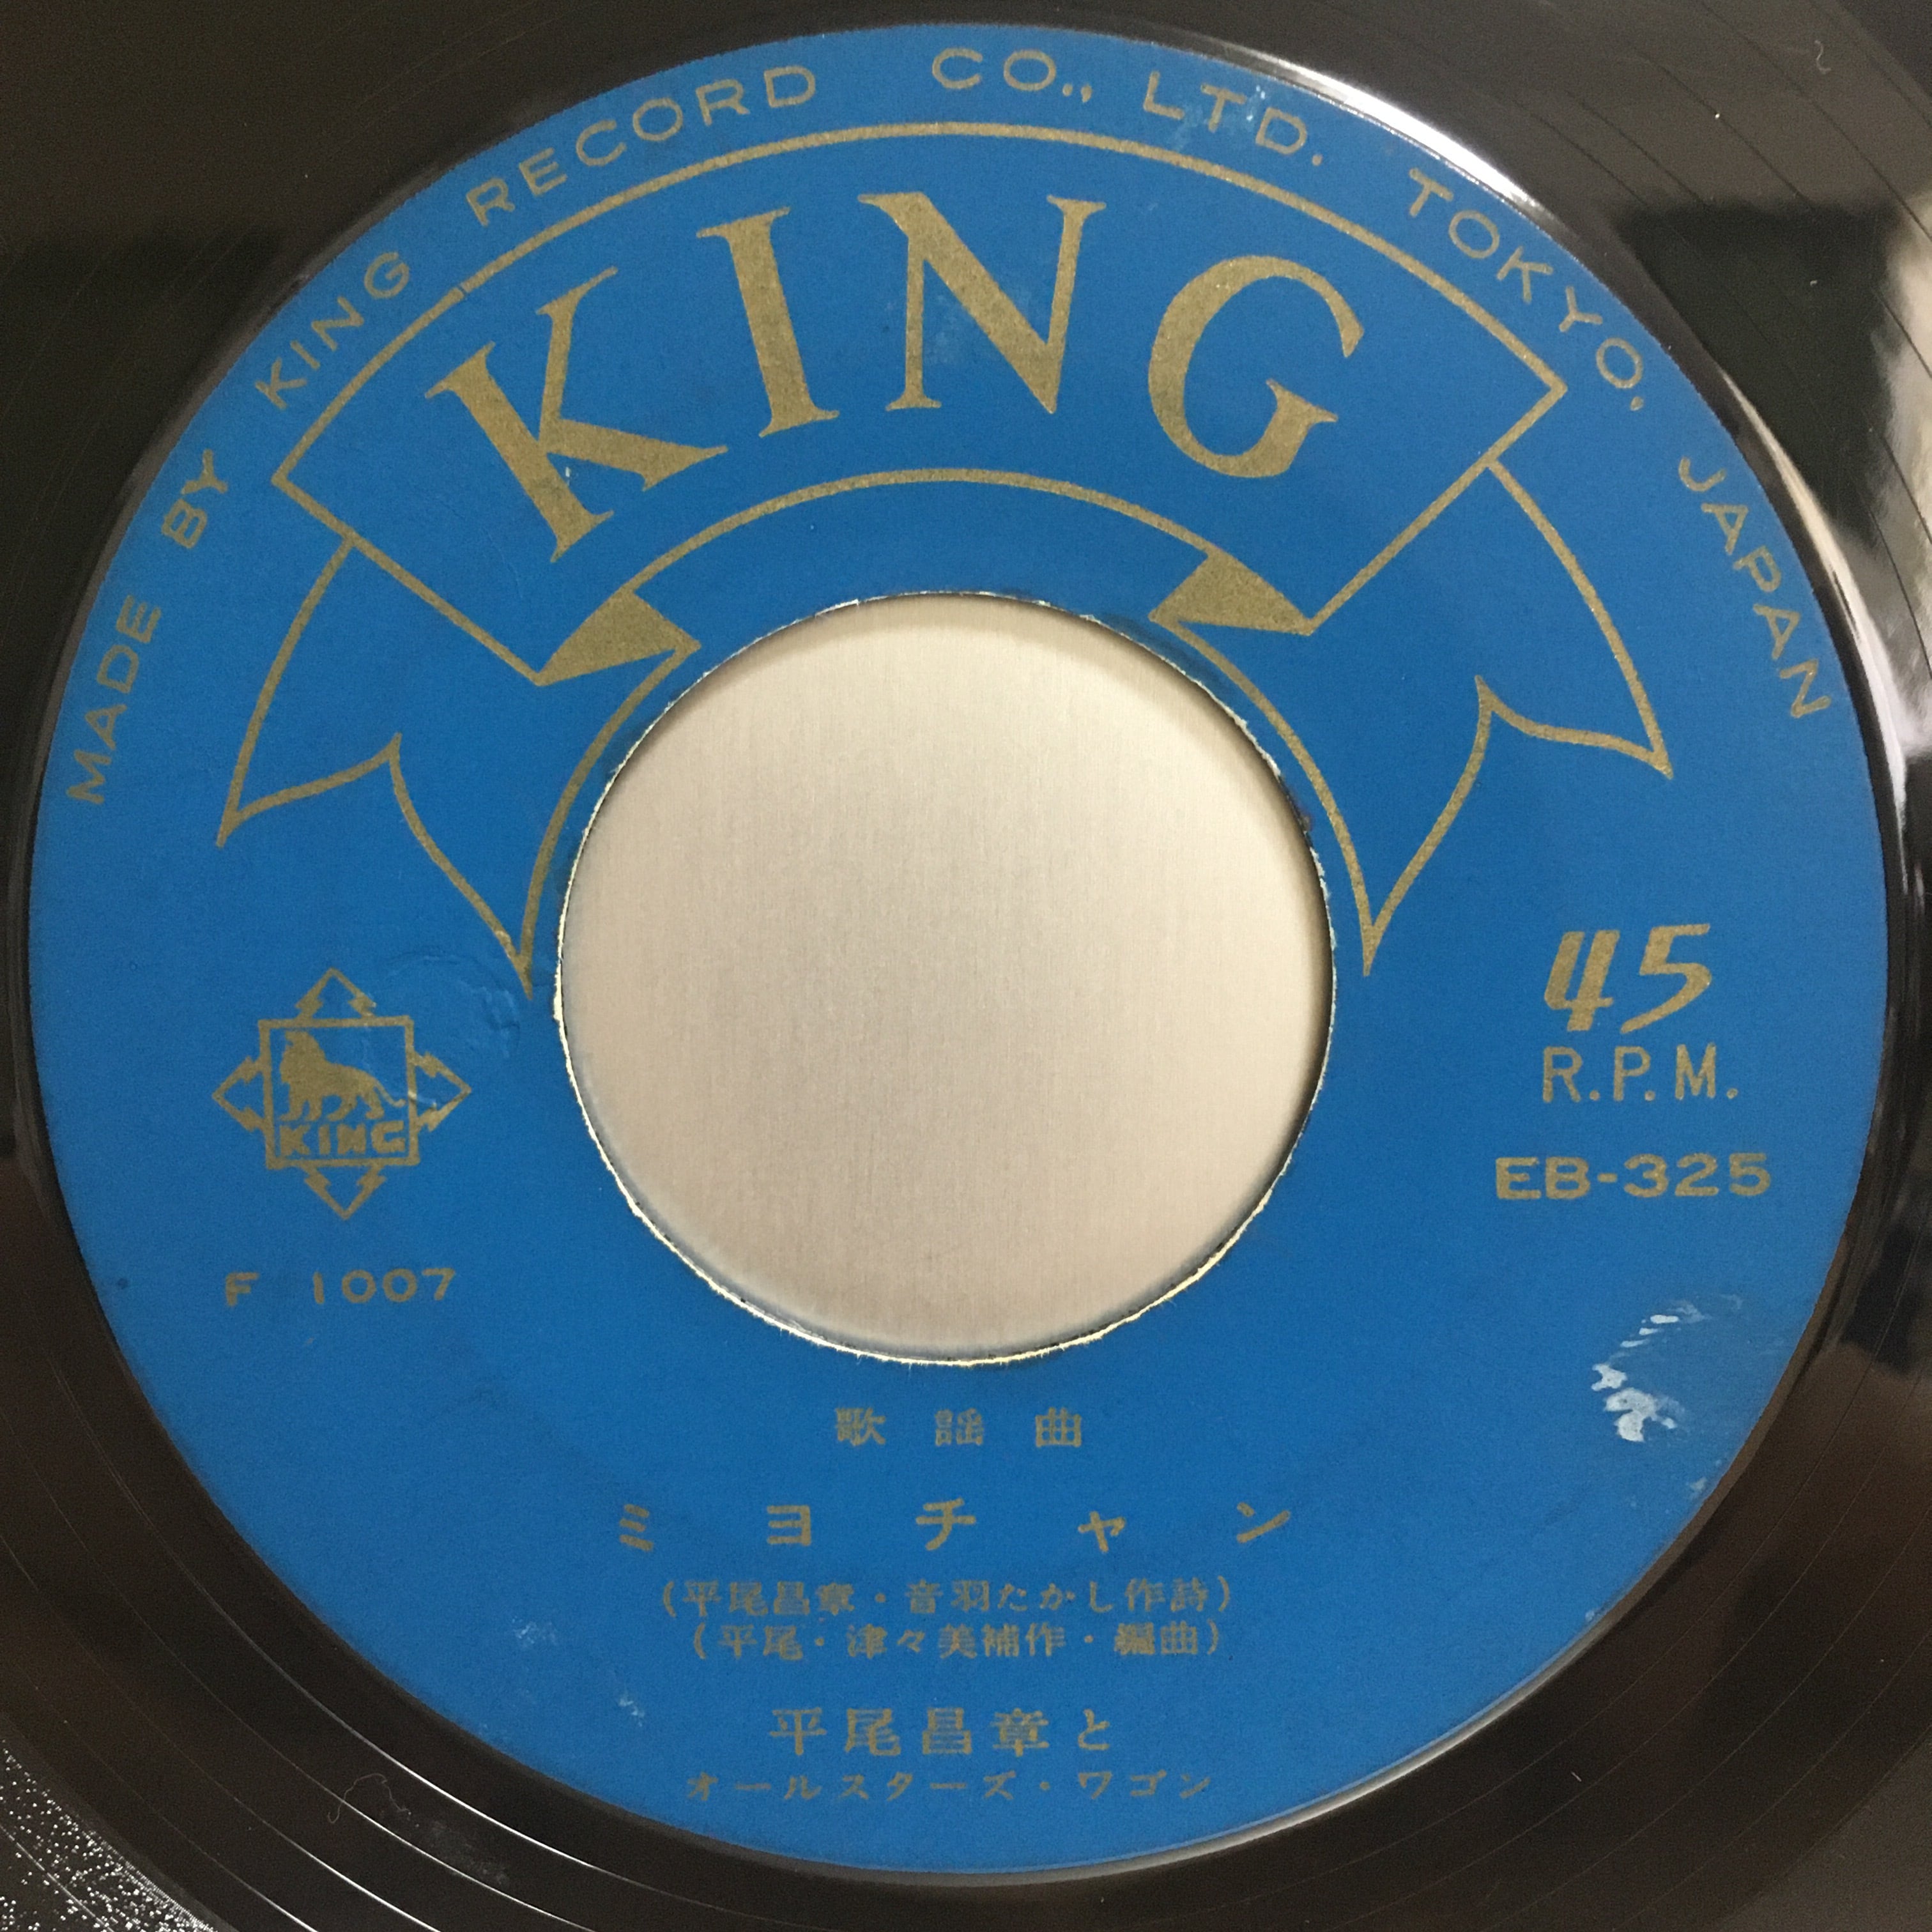 MADE BY KING RECORD CO., LTD. TOKYO, JAPAN
KING
45
R.P.M.
EB-325
KING
F 1007
歌謡曲
ミヨチャン
(平尾昌章・音羽たかし作詩)
(平尾・津々美補作・編曲)
平尾昌章と
オールスターズ・ワゴン